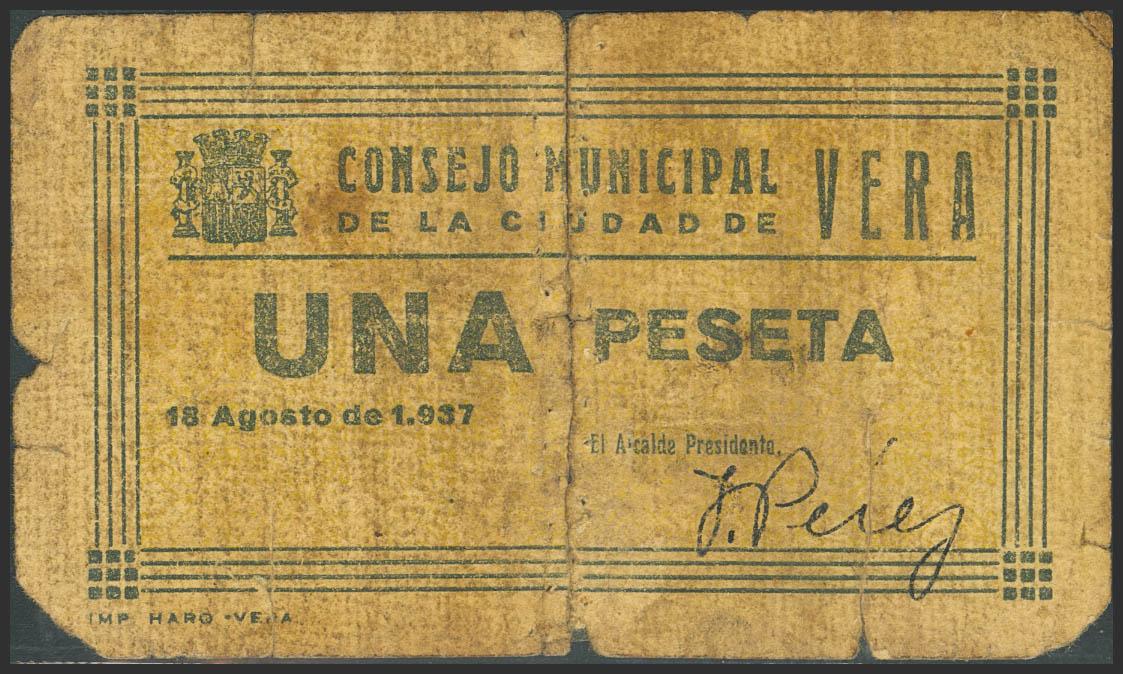 CONSEJO MUNICIPAL
DE LA CIUDAD DE
VERA
UNA PESETA
18 Agosto de 1.937
El Alcalde Presidente,
J. Pérez
IMP HARO - VERA